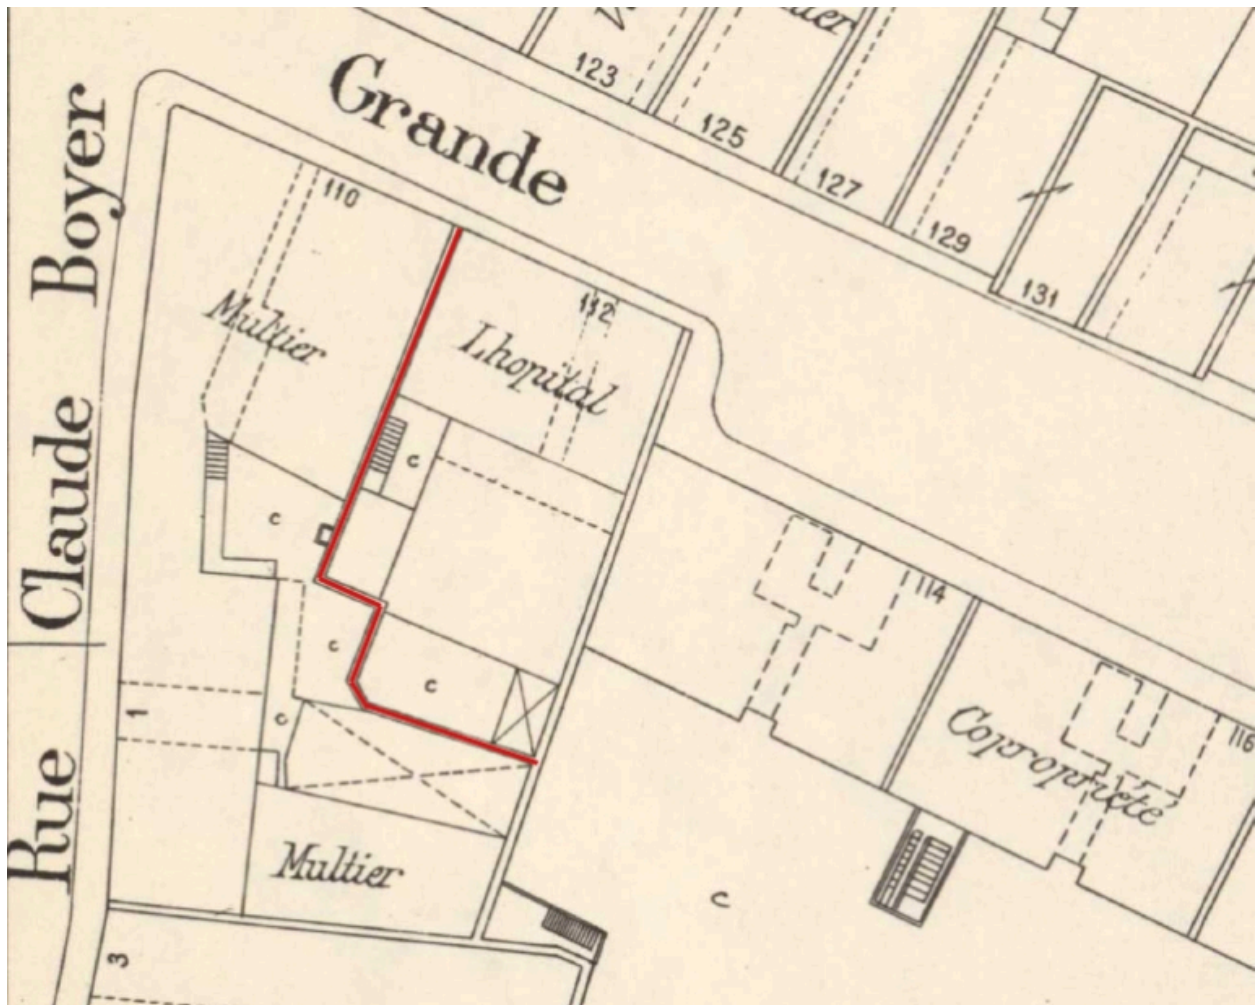 Grande
123
125
127
129
131
110
112
114
116
Multier
Lhopital
Copropriété
Multier
Rue Claude Boyer
1
3
c
c
c
c
c
c